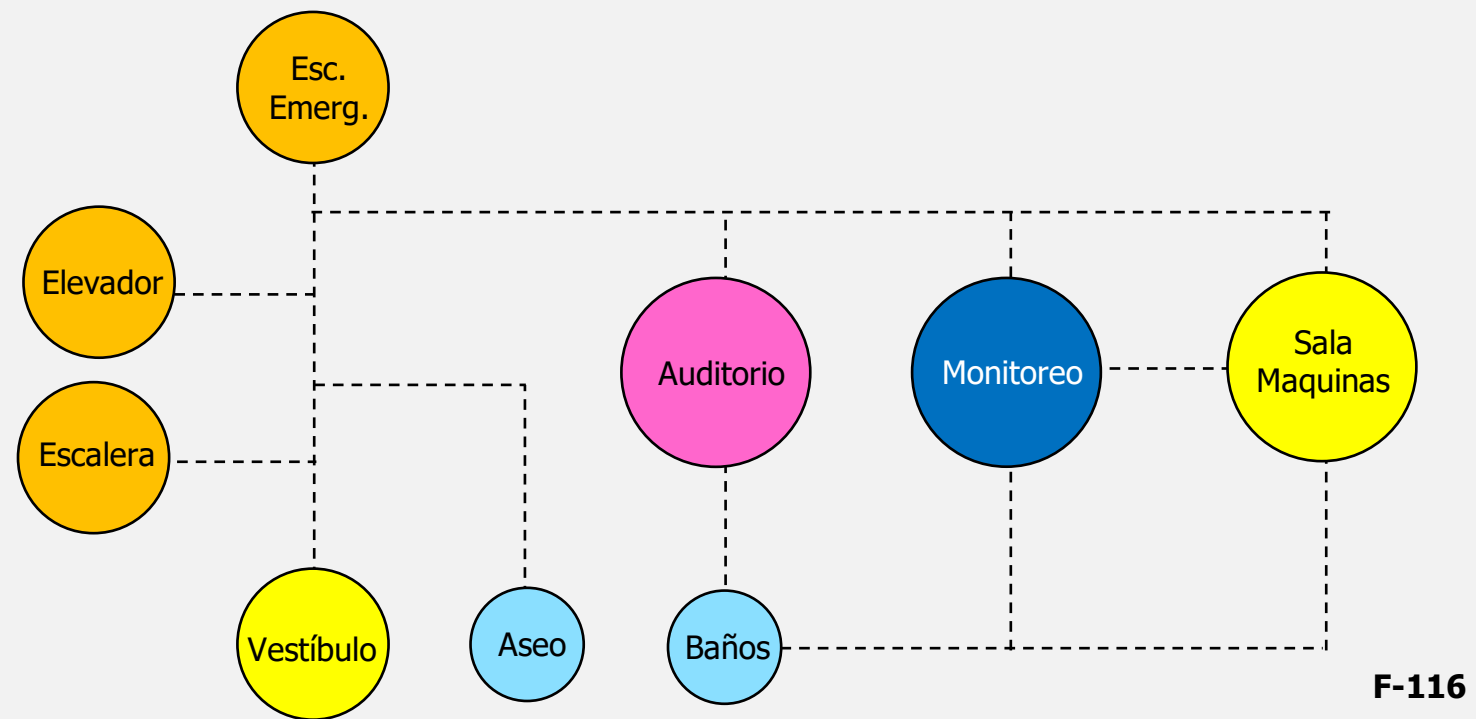 Esc.
Emerg.
Elevador
Escalera
Auditorio
Monitoreo
Sala
Maquinas
Vestíbulo
Aseo
Baños
F-116